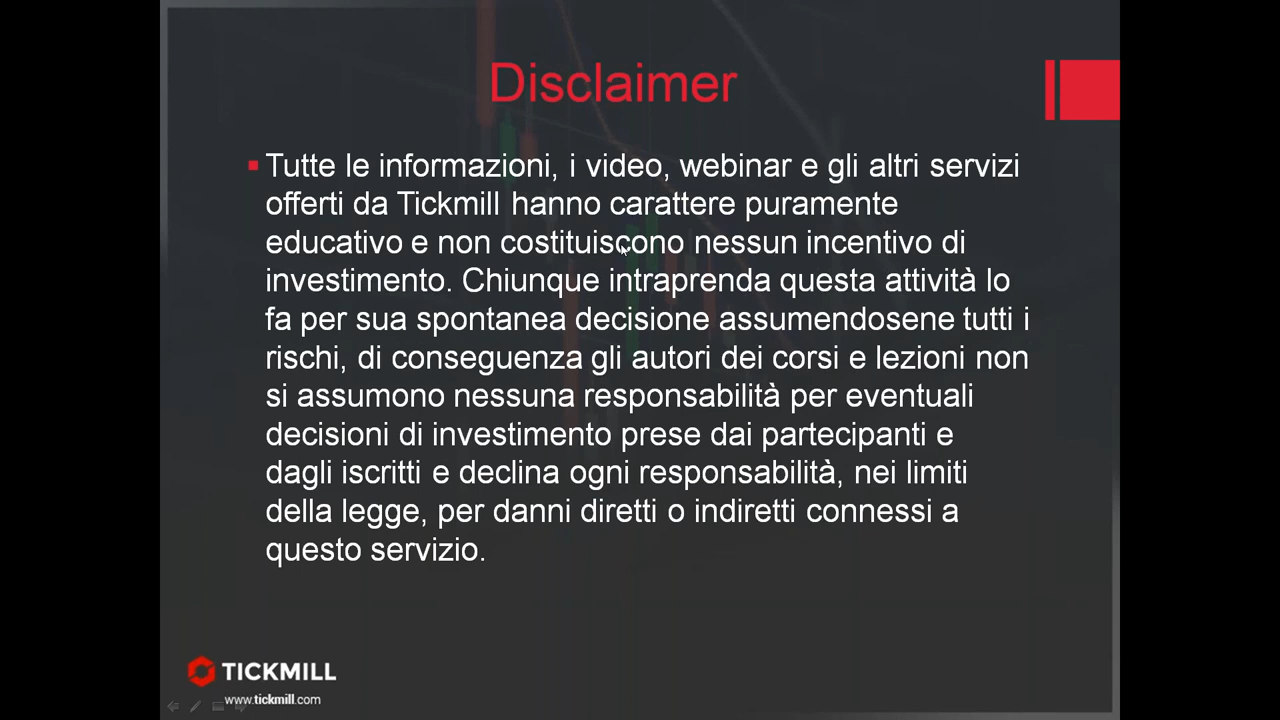 Disclaimer
Tutte le informazioni, i video, webinar e gli altri servizi
offerti da Tickmill hanno carattere puramente
educativo e non costituiscono nessun incentivo di
investimento. Chiunque intraprenda questa attività lo
fa per sua spontanea decisione assumendosene tutti i
rischi, di conseguenza gli autori dei corsi e lezioni non
si assumono nessuna responsabilità per eventuali
decisioni di investimento prese dai partecipanti e
dagli iscritti e declina ogni responsabilità, nei limiti
della legge, per danni diretti o indiretti connessi a
questo servizio.
TICKMILL
www.tickmill.com